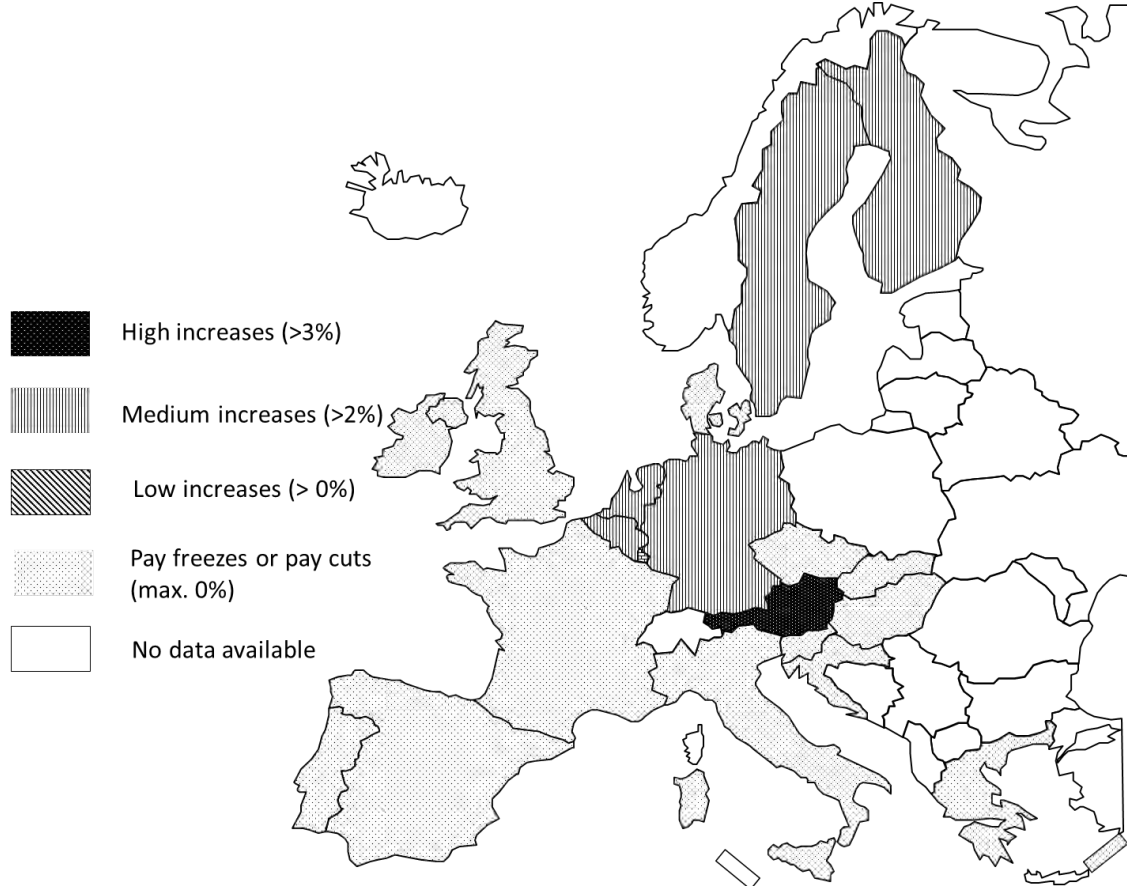 High increases (>3%)
Medium increases (>2%)
Low increases (> 0%)
Pay freezes or pay cuts
(max. 0%)
No data available